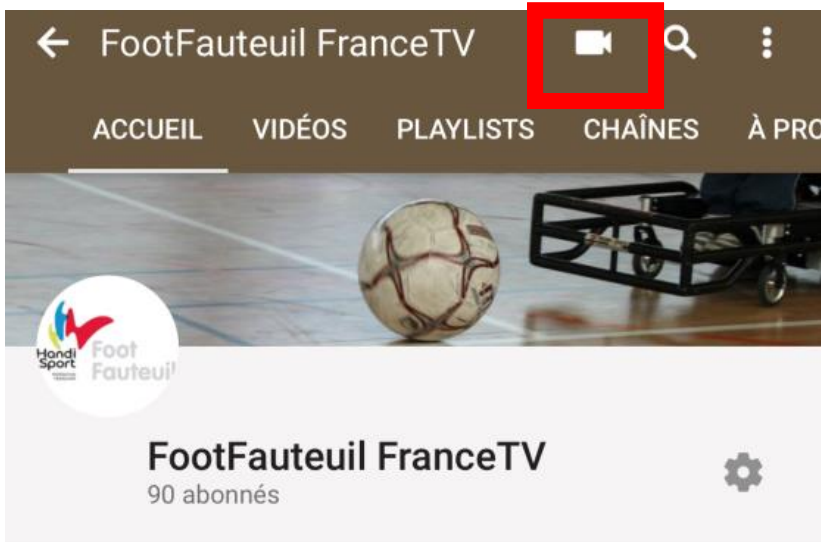 FootFauteuil FranceTV
ACCUEIL VIDÉOS PLAYLISTS CHAÎNES À PRO
Handi
Sport
Foot
Fauteuil
FootFauteuil FranceTV
90 abonnés